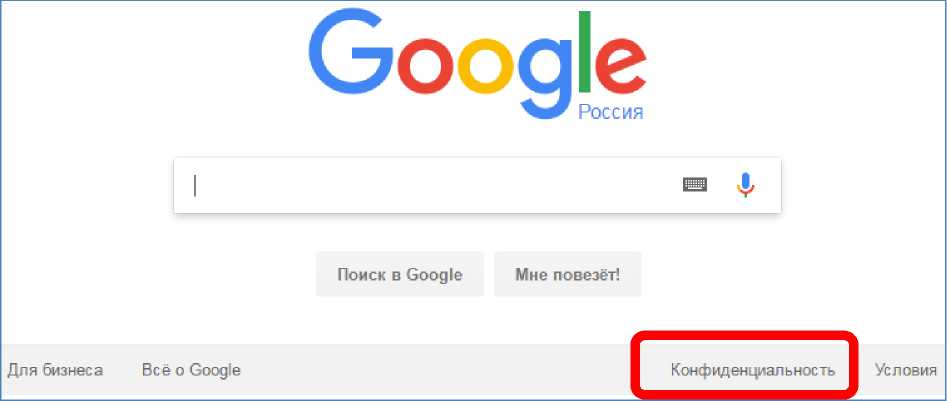 Google
Россия
Поиск в Google
Мне повезёт!
Для бизнеса
Всё о Google
Конфиденциальность
Условия